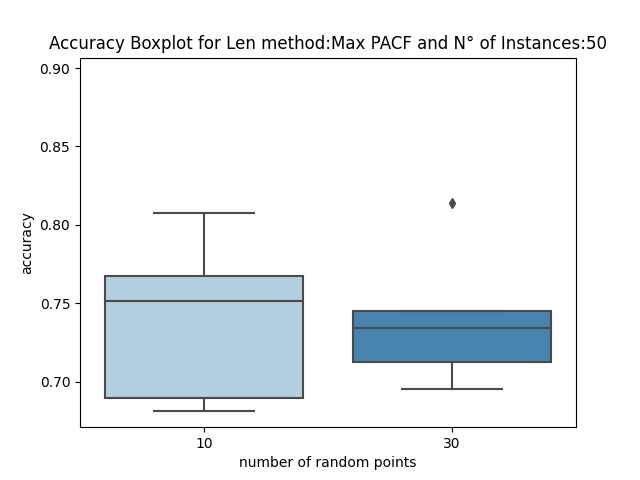 Accuracy Boxplot for Len method:Max PACF and N° of Instances:50
0.90
0.85
0.80
0.75
0.70
accuracy
10
30
number of random points